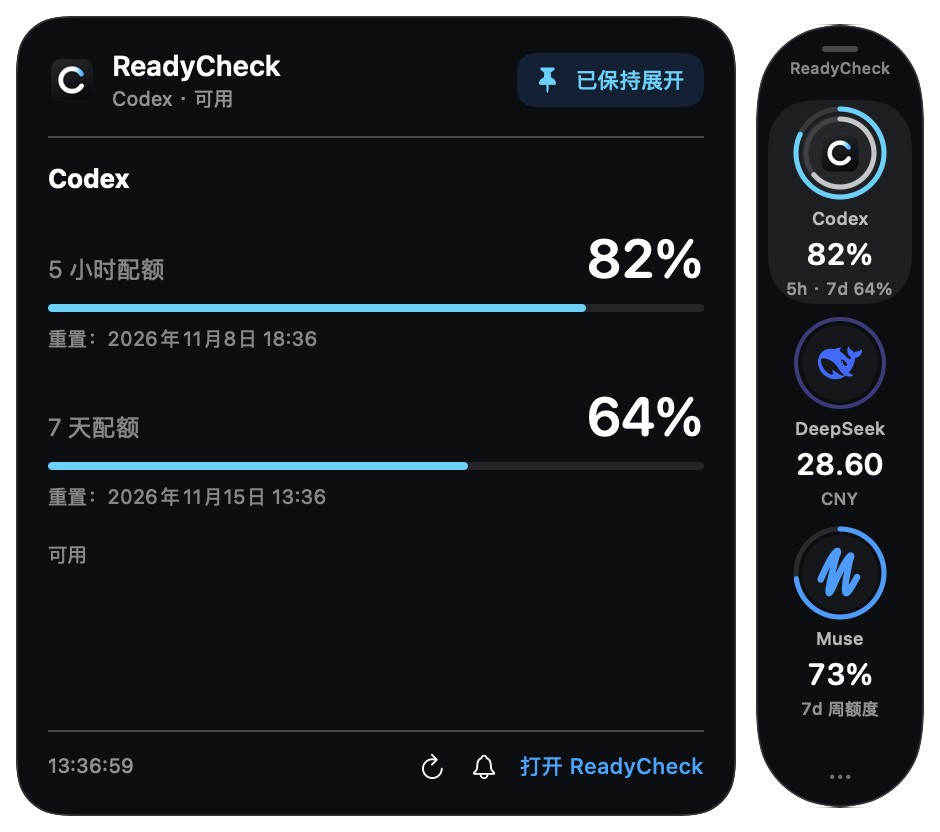 ReadyCheck
Codex · 可用
已保持展开
Codex
5 小时配额
82%
重置：2026年11月8日 18:36
7 天配额
64%
重置：2026年11月15日 13:36
可用
13:36:59
打开 ReadyCheck
ReadyCheck
Codex
82%
5h · 7d 64%
DeepSeek
28.60
CNY
Muse
73%
7d 周额度